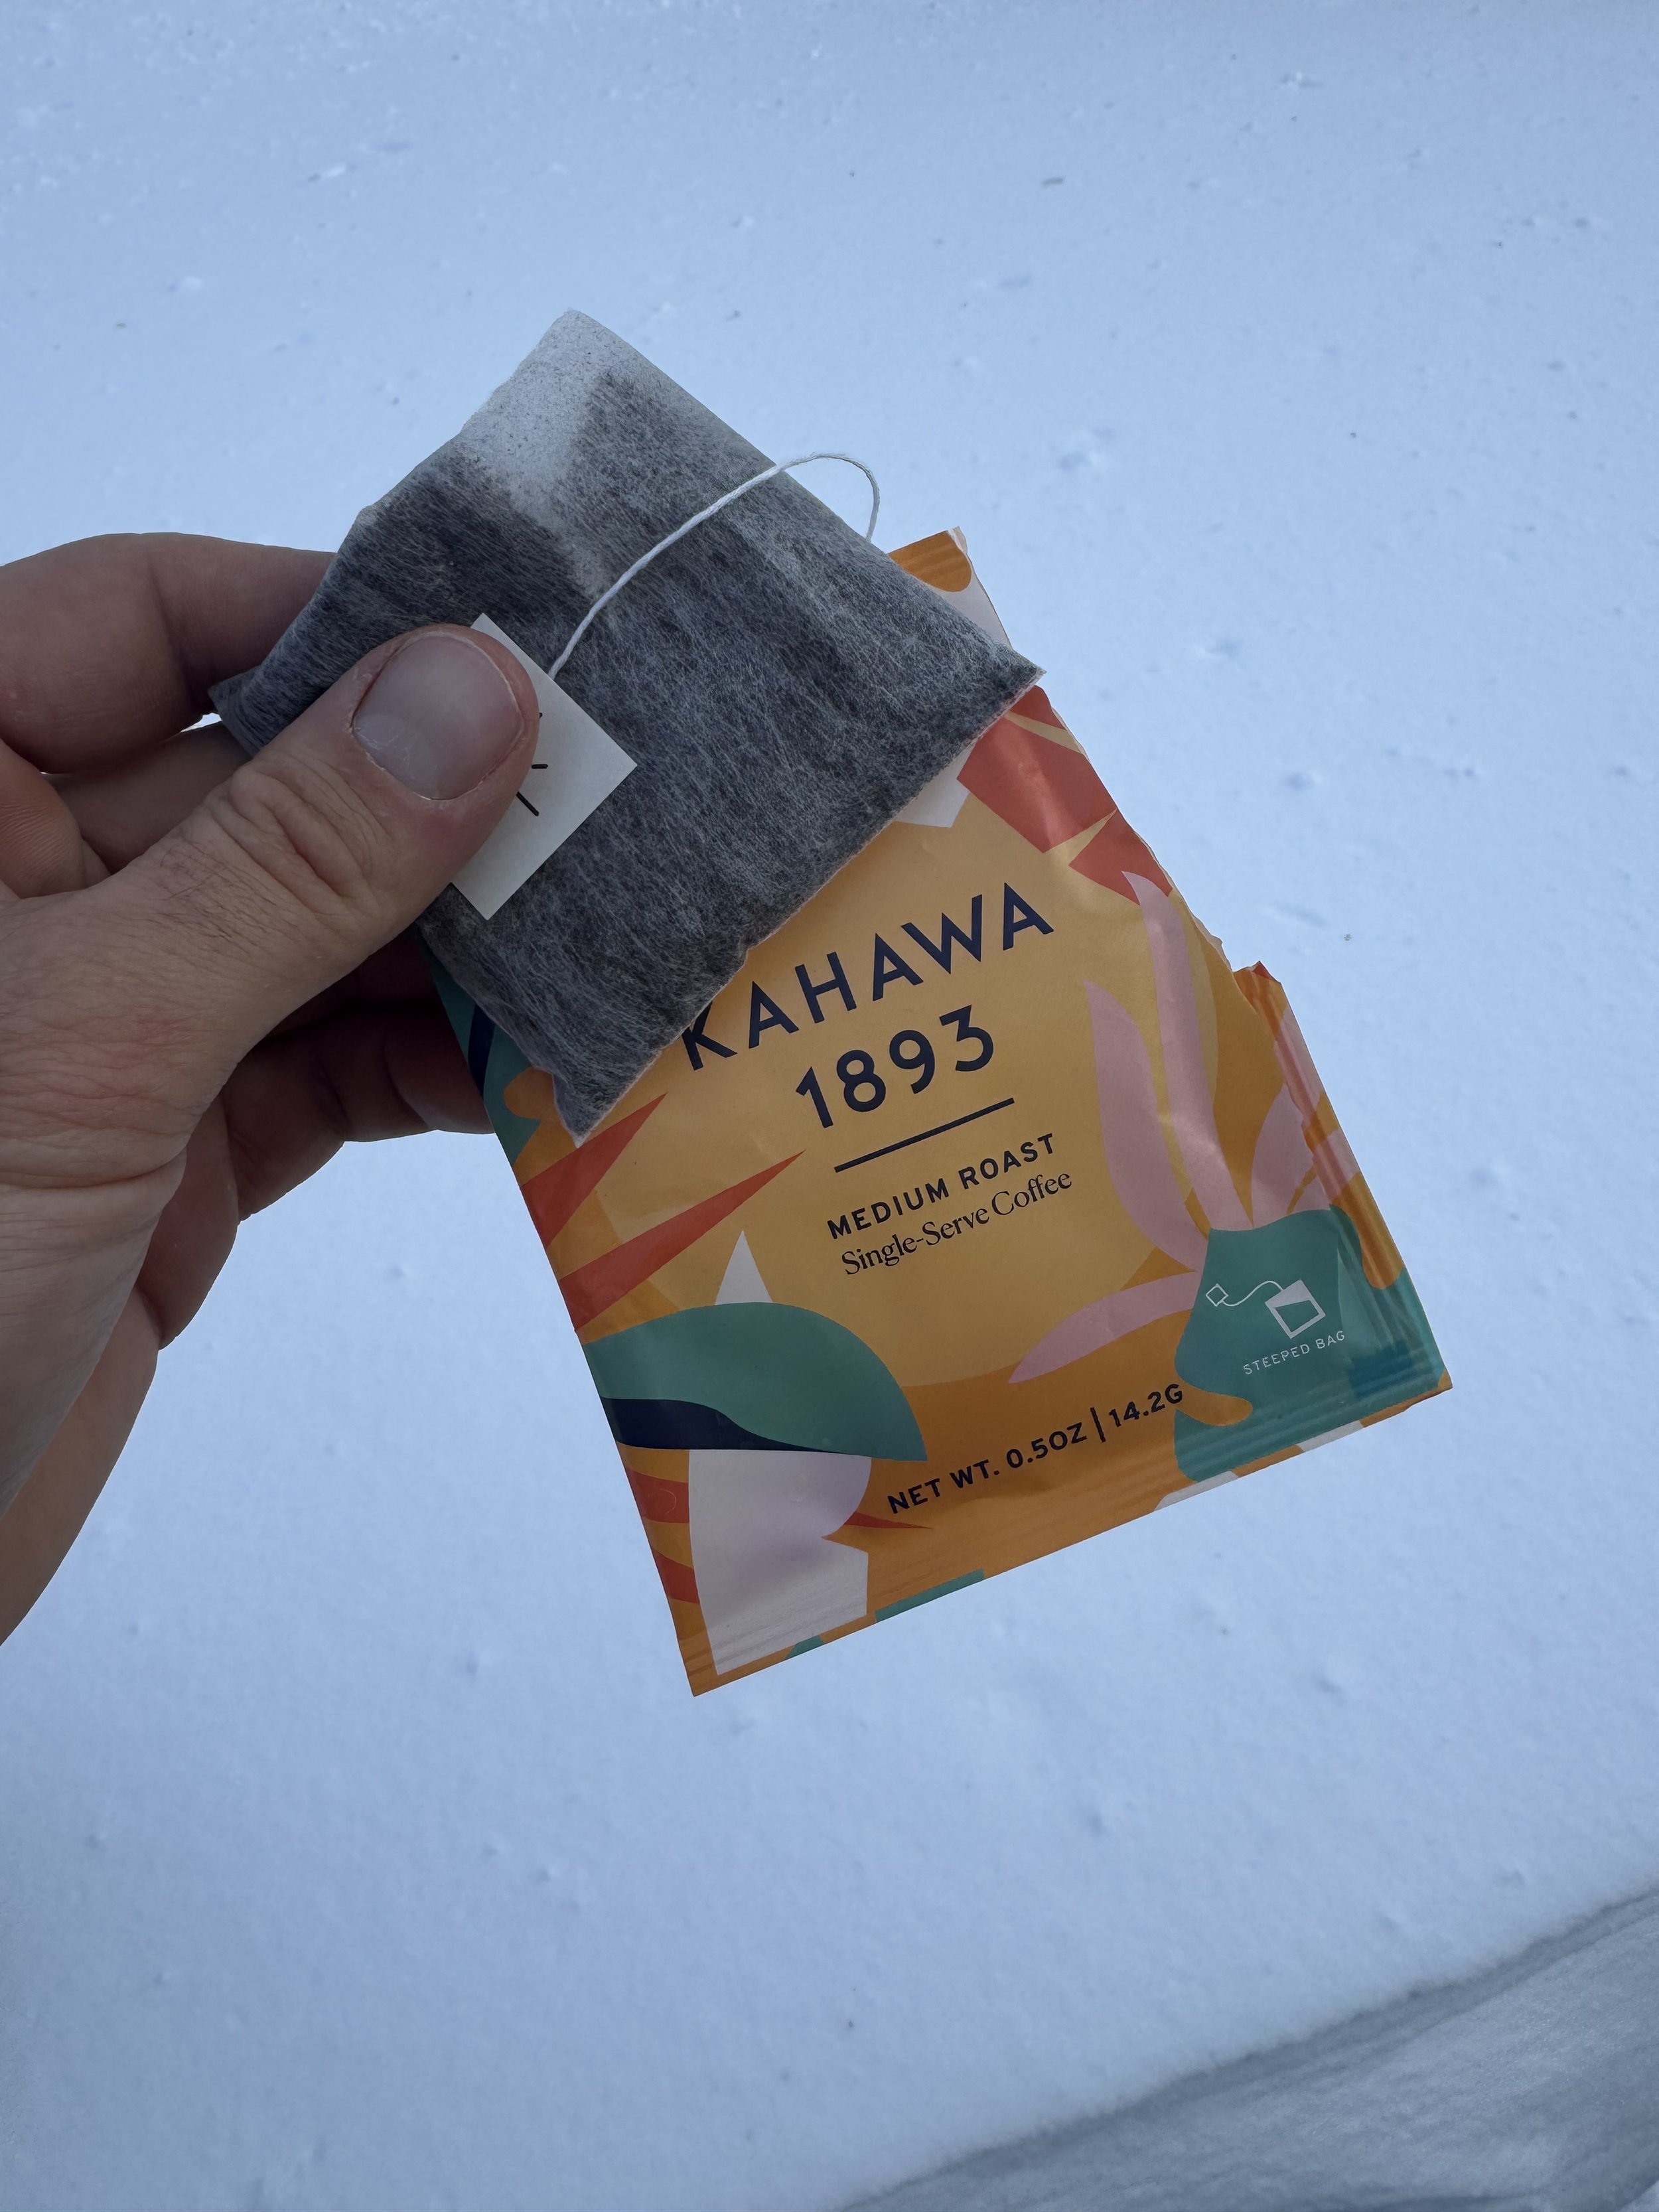 KAHAWA
1893
MEDIUM ROAST
Single-Serve Coffee
STEEPED BAG
NET WT. 0.5OZ | 14.2G